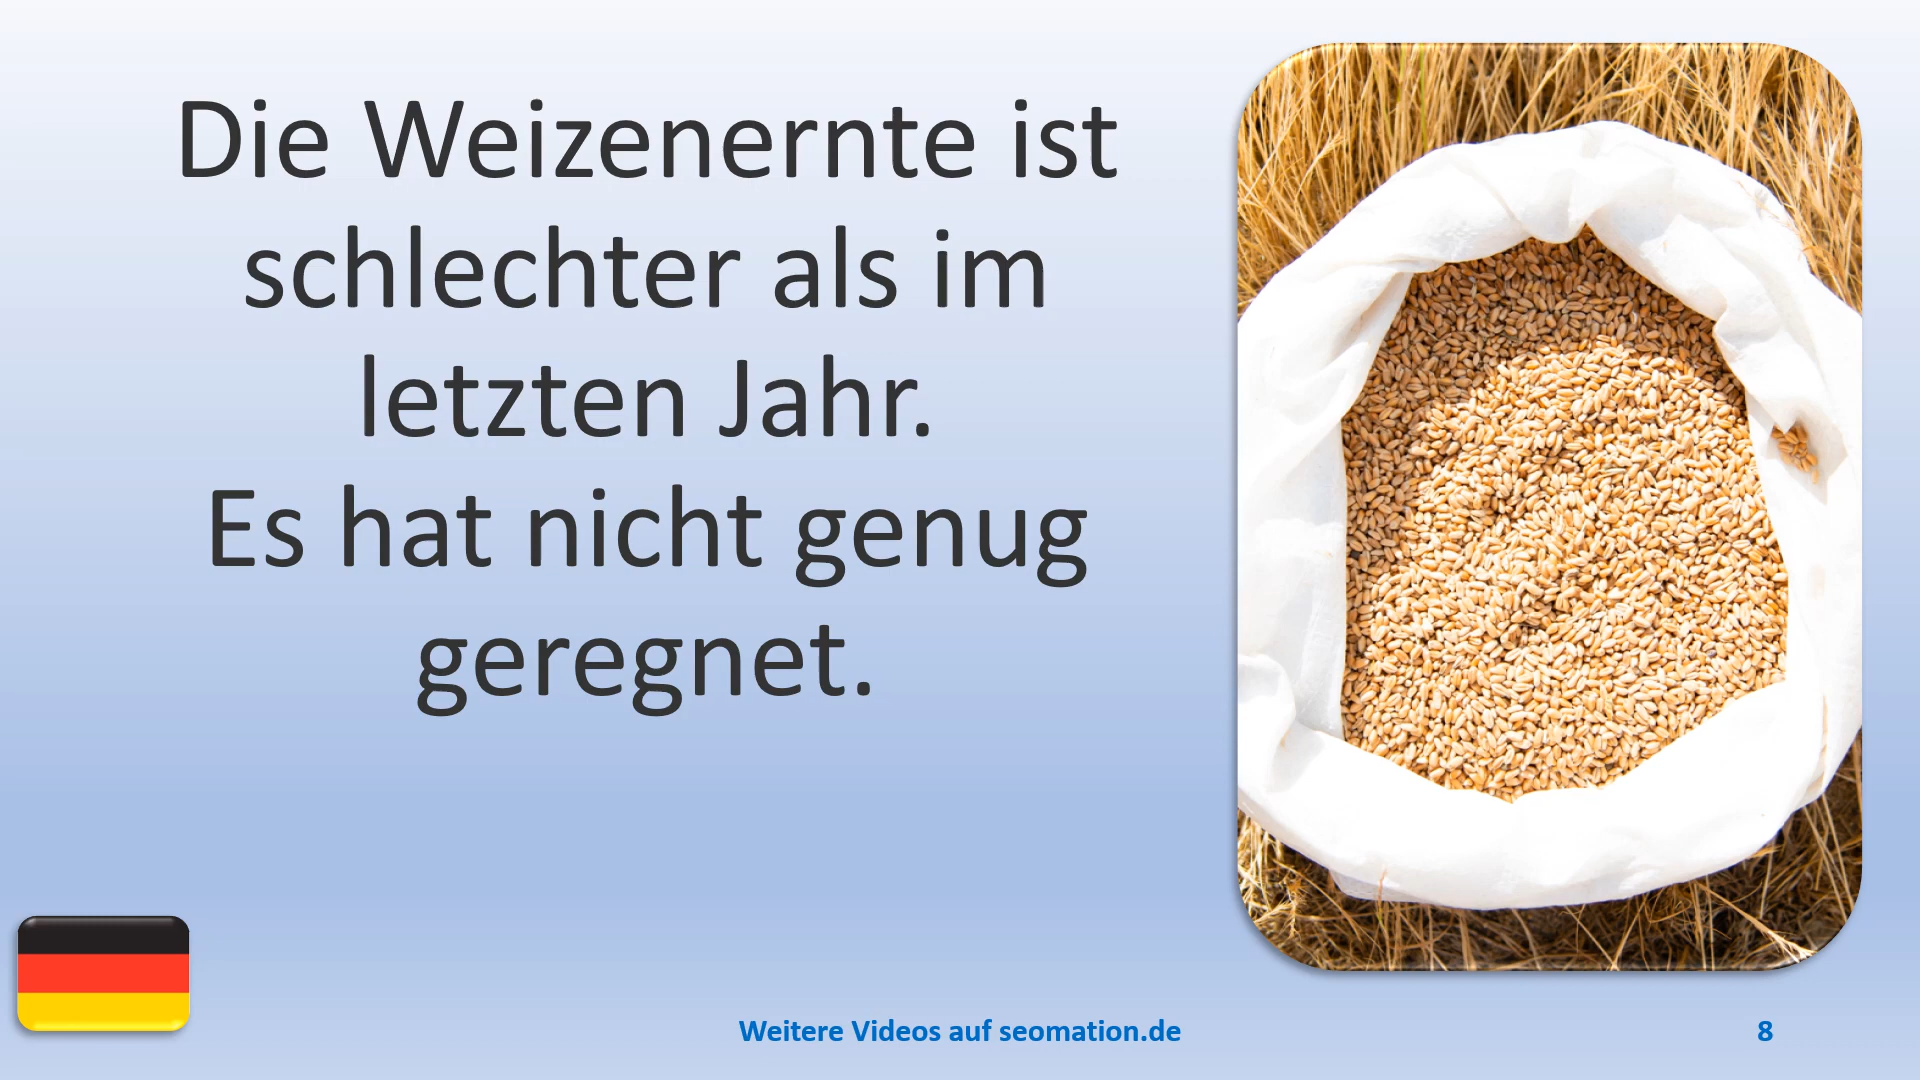 Die Weizenernte ist
schlechter als im
letzten Jahr.
Es hat nicht genug
geregnet.
Weitere Videos auf seomation.de
8